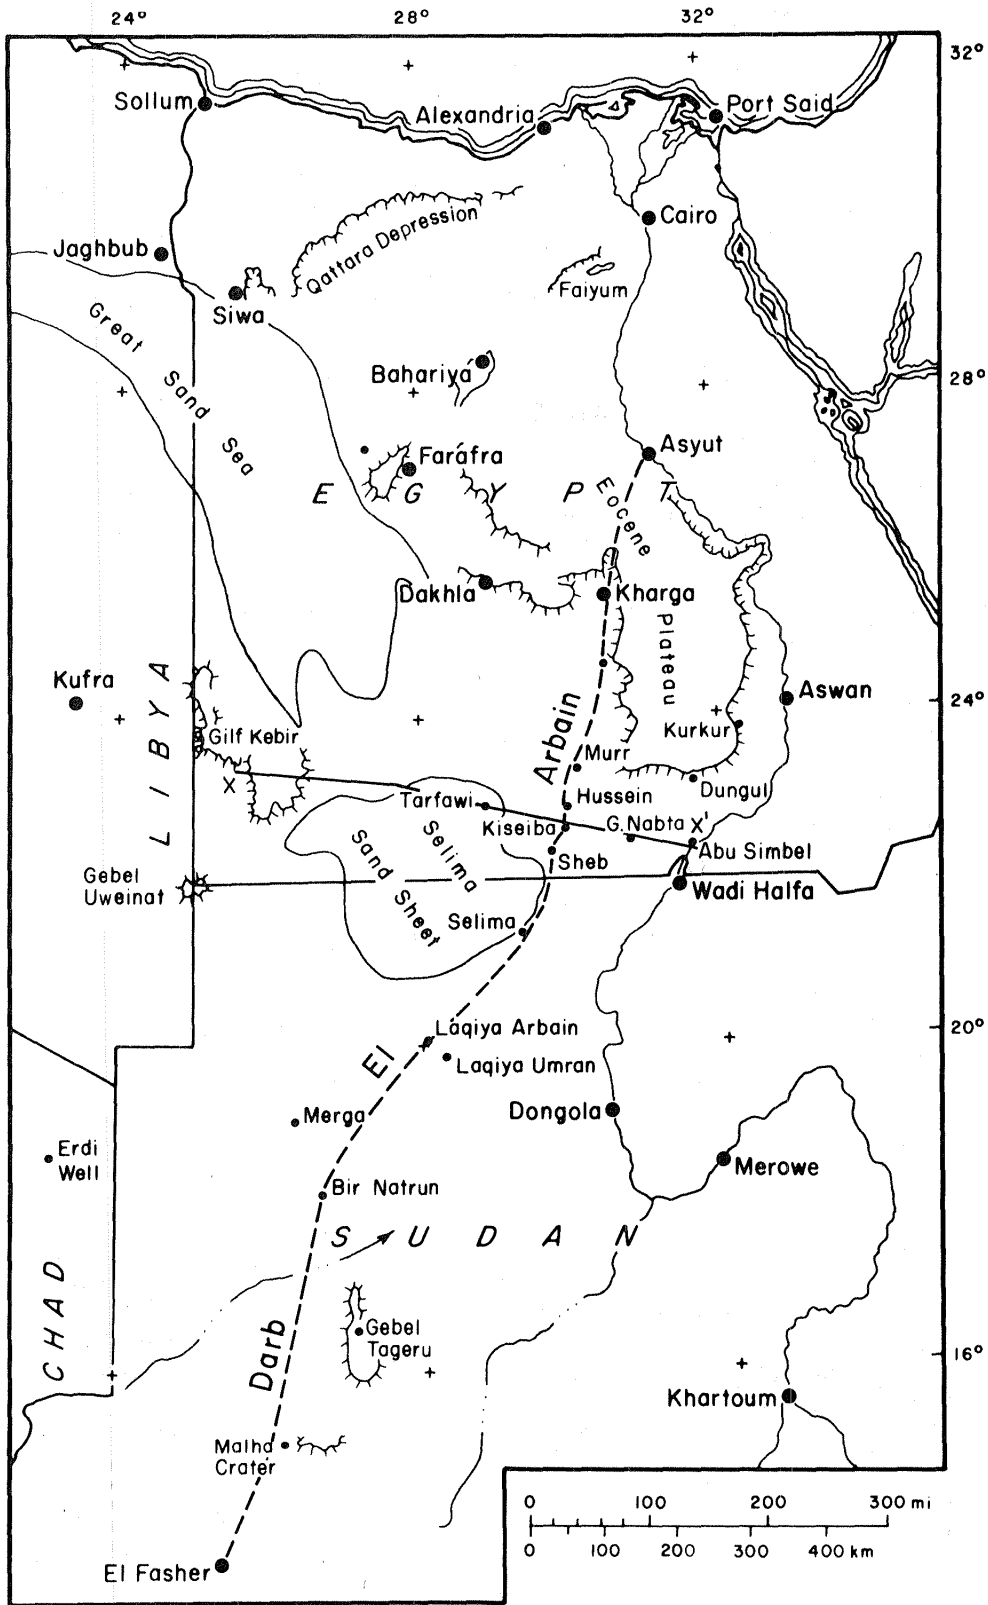 24° 28° 32°
32°
Sollum
Alexandria
Port Said
Cairo
Jaghbub
Qattara Depression
Siwa
Faiyum
Great Sand Sea
Bahariya
28°
Asyut
Faráfra
E G Y P T
Eocene
Plateau
Dakhla
Kharga
Kufra
LIBYA
24°
Aswan
Gilf Kebir
Kurkur
Arbain
Murr
X
Dungul
Tarfawi
Hussein
Kiseiba
G. Nabta
X'
Selima
Sand Sheet
Sheb
Abu Simbel
Gebel
Uweinat
Wadi Halfa
Selima
20°
Laqiya Arbain
El
Laqiya Umran
Merga
Dongola
Erdi
Well
Merowe
Bir Natrun
S U D A N
CHAD
Gebel
Tageru
Darb
16°
Khartoum
Malha
Crater
0 100 200 300 mi
0 100 200 300 400 km
El Fasher